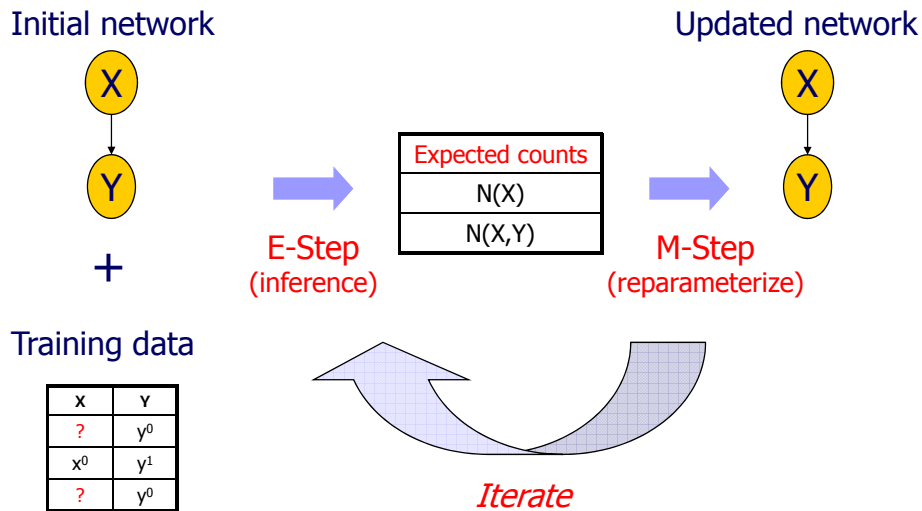 Initial network
Updated network
X
Y
+
Expected counts
N(X)
N(X,Y)
E-Step
(inference)
M-Step
(reparameterize)
X
Y
Training data
X Y
? y⁰
x⁰ y¹
? y⁰
Iterate